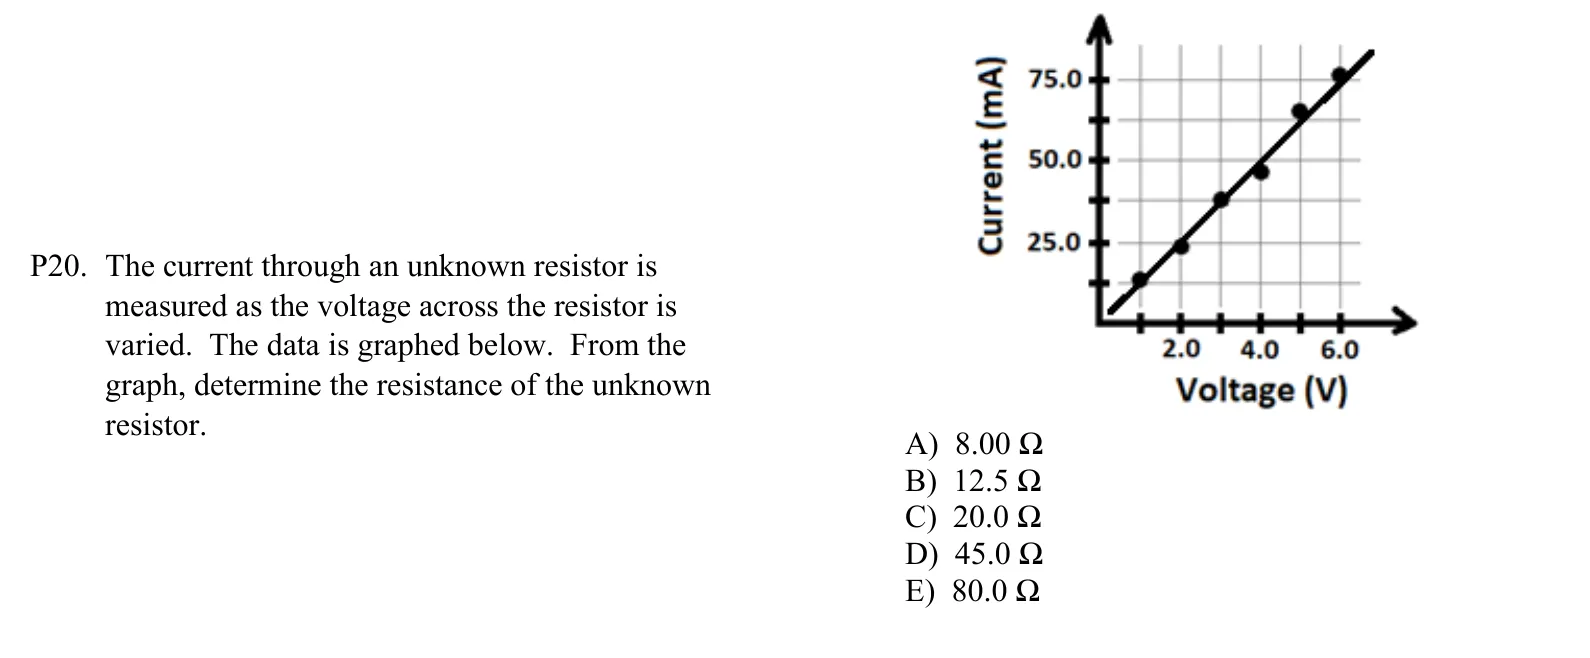 P20. The current through an unknown resistor is
measured as the voltage across the resistor is
varied. The data is graphed below. From the
graph, determine the resistance of the unknown
resistor.
Current (mA)
75.0
50.0
25.0
2.0 4.0 6.0
Voltage (V)
A) 8.00 Ω
B) 12.5 Ω
C) 20.0 Ω
D) 45.0 Ω
E) 80.0 Ω